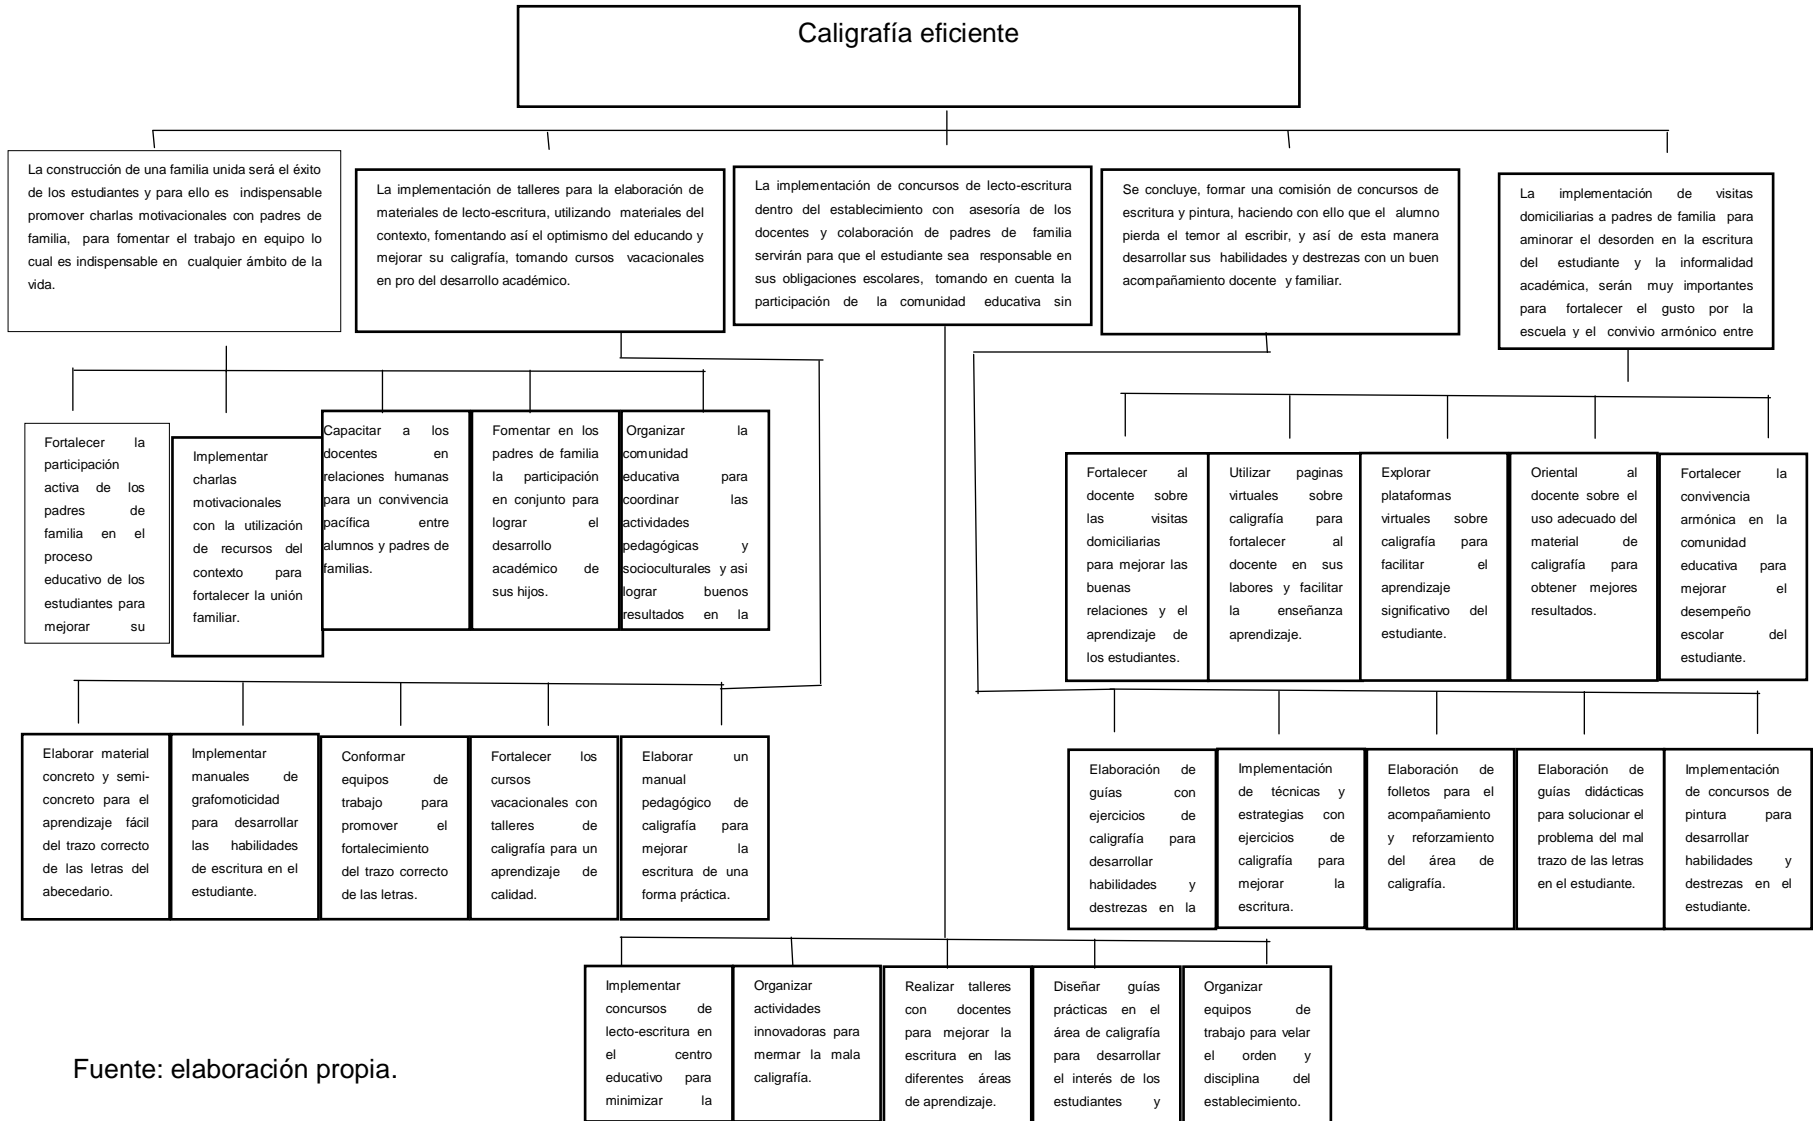 Caligrafía eficiente
La construcción de una familia unida será el éxito
de los estudiantes y para ello es indispensable
promover charlas motivacionales con padres de
familia, para fomentar el trabajo en equipo lo
cual es indispensable en cualquier ámbito de la
vida.
La implementación de talleres para la elaboración de
materiales de lecto-escritura, utilizando materiales del
contexto, fomentando así el optimismo del educando y
mejorar su caligrafía, tomando cursos vacacionales
en pro del desarrollo académico.
La implementación de concursos de lecto-escritura
dentro del establecimiento con asesoría de los
docentes y colaboración de padres de familia
servirán para que el estudiante sea responsable en
sus obligaciones escolares, tomando en cuenta la
participación de la comunidad educativa sin
Se concluye, formar una comisión de concursos de
escritura y pintura, haciendo con ello que el alumno
pierda el temor al escribir, y así de esta manera
desarrollar sus habilidades y destrezas con un buen
acompañamiento docente y familiar.
La implementación de visitas
domiciliarias a padres de familia para
aminorar el desorden en la escritura
del estudiante y la informalidad
académica, serán muy importantes
para fortalecer el gusto por la
escuela y el convivio armónico entre
Fortalecer la
participación
activa de los
padres de
familia en el
proceso
educativo de los
estudiantes para
mejorar su
Implementar
charlas
motivacionales
con la utilización
de recursos del
contexto para
fortalecer la unión
familiar.
Capacitar a los
docentes en
relaciones humanas
para un convivencia
pacífica entre
alumnos y padres de
familias.
Fomentar en los
padres de familia
la participación
en conjunto para
lograr el
desarrollo
académico de
sus hijos.
Organizar la
comunidad
educativa para
coordinar las
actividades
pedagógicas y
socioculturales y asi
lograr buenos
resultados en la
Fortalecer al
docente sobre
las visitas
domiciliarias
para mejorar las
buenas
relaciones y el
aprendizaje de
los estudiantes.
Utilizar paginas
virtuales sobre
caligrafía para
fortalecer al
docente en sus
labores y facilitar
la enseñanza
aprendizaje.
Explorar
plataformas
virtuales sobre
caligrafía para
facilitar el
aprendizaje
significativo del
estudiante.
Oriental al
docente sobre el
uso adecuado del
material de
caligrafía para
obtener mejores
resultados.
Fortalecer la
convivencia
armónica en la
comunidad
educativa para
mejorar el
desempeño
escolar del
estudiante.
Elaborar material
concreto y semi-
concreto para el
aprendizaje fácil
del trazo correcto
de las letras del
abecedario.
Implementar
manuales de
grafomoticidad
para desarrollar
las habilidades
de escritura en el
estudiante.
Conformar
equipos de
trabajo para
promover el
fortalecimiento
del trazo correcto
de las letras.
Fortalecer los
cursos
vacacionales con
talleres de
caligrafía para un
aprendizaje de
calidad.
Elaborar un
manual
pedagógico de
caligrafía para
mejorar la
escritura de una
forma práctica.
Elaboración de
guías con
ejercicios de
caligrafía para
desarrollar
habilidades y
destrezas en la
Implementación
de técnicas y
estrategias con
ejercicios de
caligrafía para
mejorar la
escritura.
Elaboración de
folletos para el
acompañamiento
y reforzamiento
del área de
caligrafía.
Elaboración de
guías didácticas
para solucionar el
problema del mal
trazo de las letras
en el estudiante.
Implementación
de concursos de
pintura para
desarrollar
habilidades y
destrezas en el
estudiante.
Implementar
concursos de
lecto-escritura en
el centro
educativo para
minimizar la
Organizar
actividades
innovadoras para
mermar la mala
caligrafía.
Realizar talleres
con docentes
para mejorar la
escritura en las
diferentes áreas
de aprendizaje.
Diseñar guías
prácticas en el
área de caligrafía
para desarrollar
el interés de los
estudiantes y
Organizar
equipos de
trabajo para velar
el orden y
disciplina del
establecimiento.
Fuente: elaboración propia.